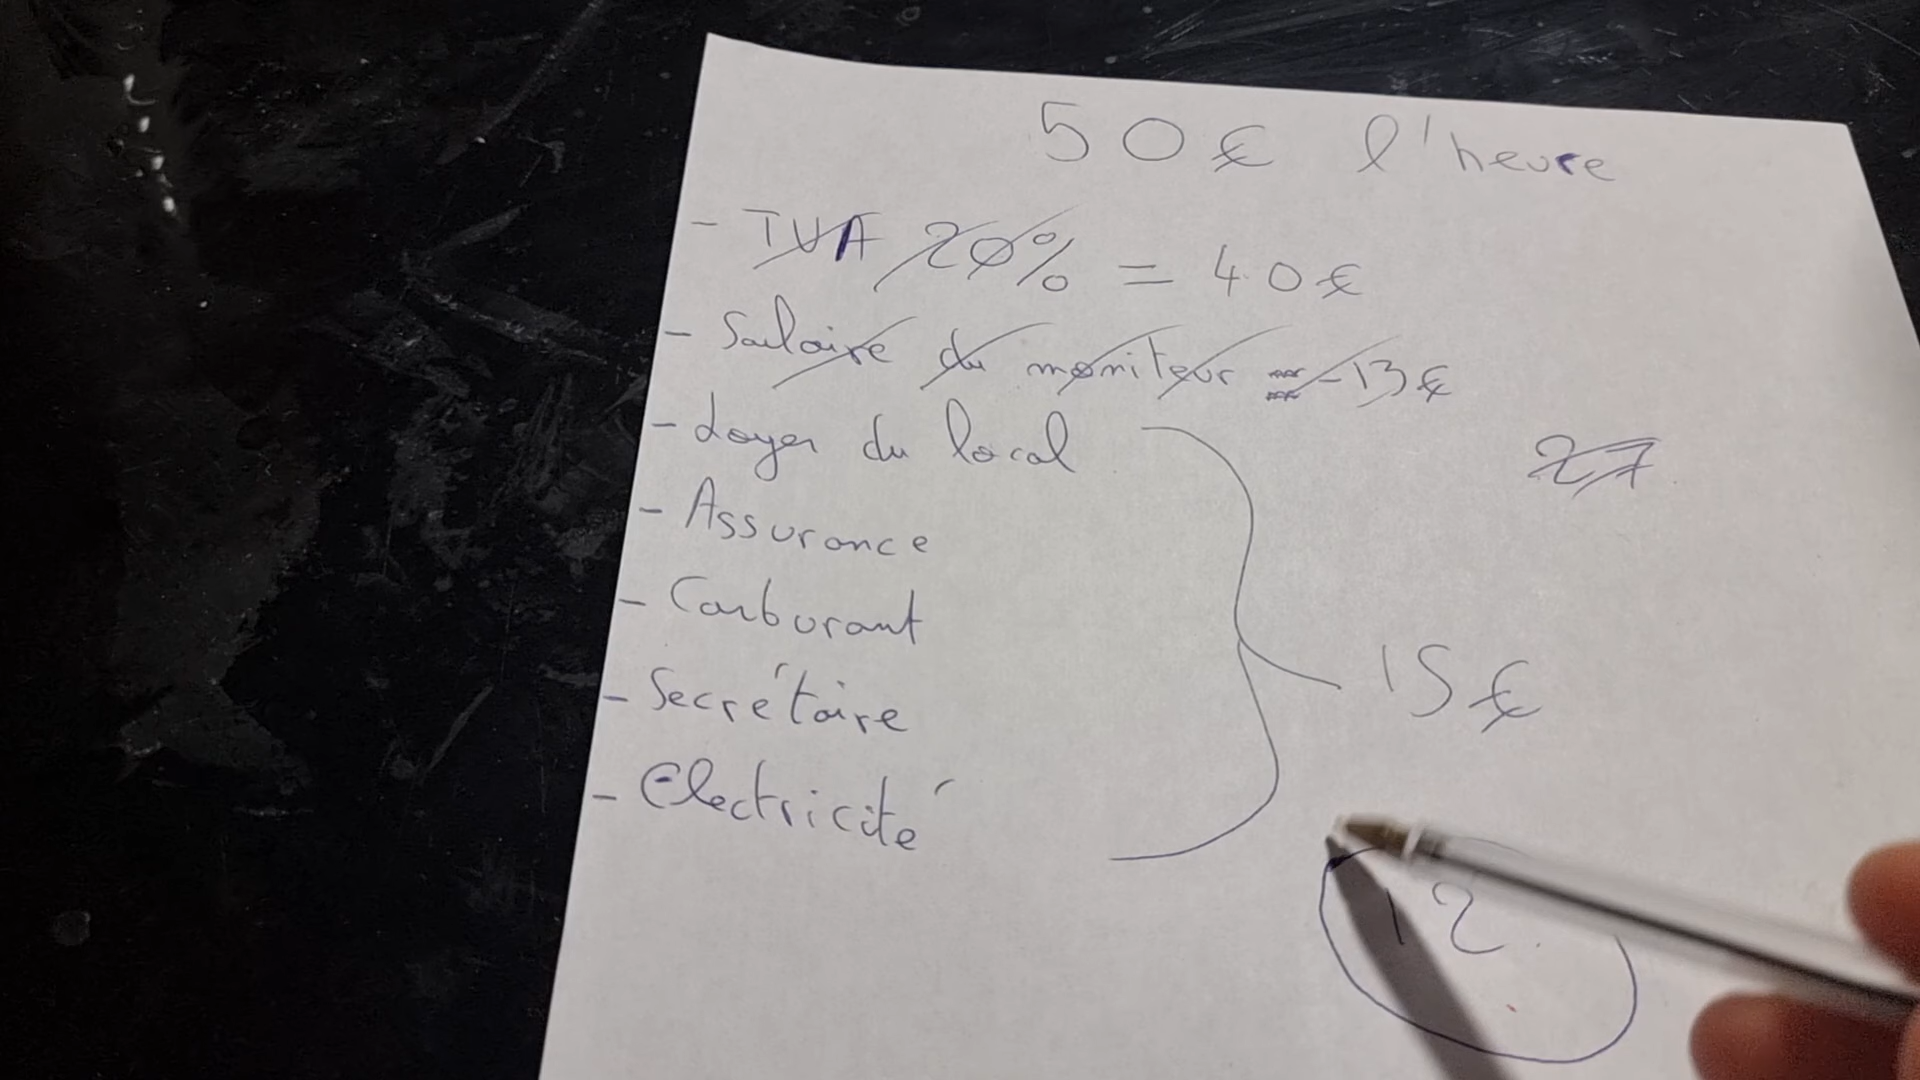 50€ l'heure
- TVA 20% = 40€
- Salaire du moniteur = -13€
- Loyer du local
27
- Assurance
- Carburant
15€
- Secrétaire
- Electricité
12